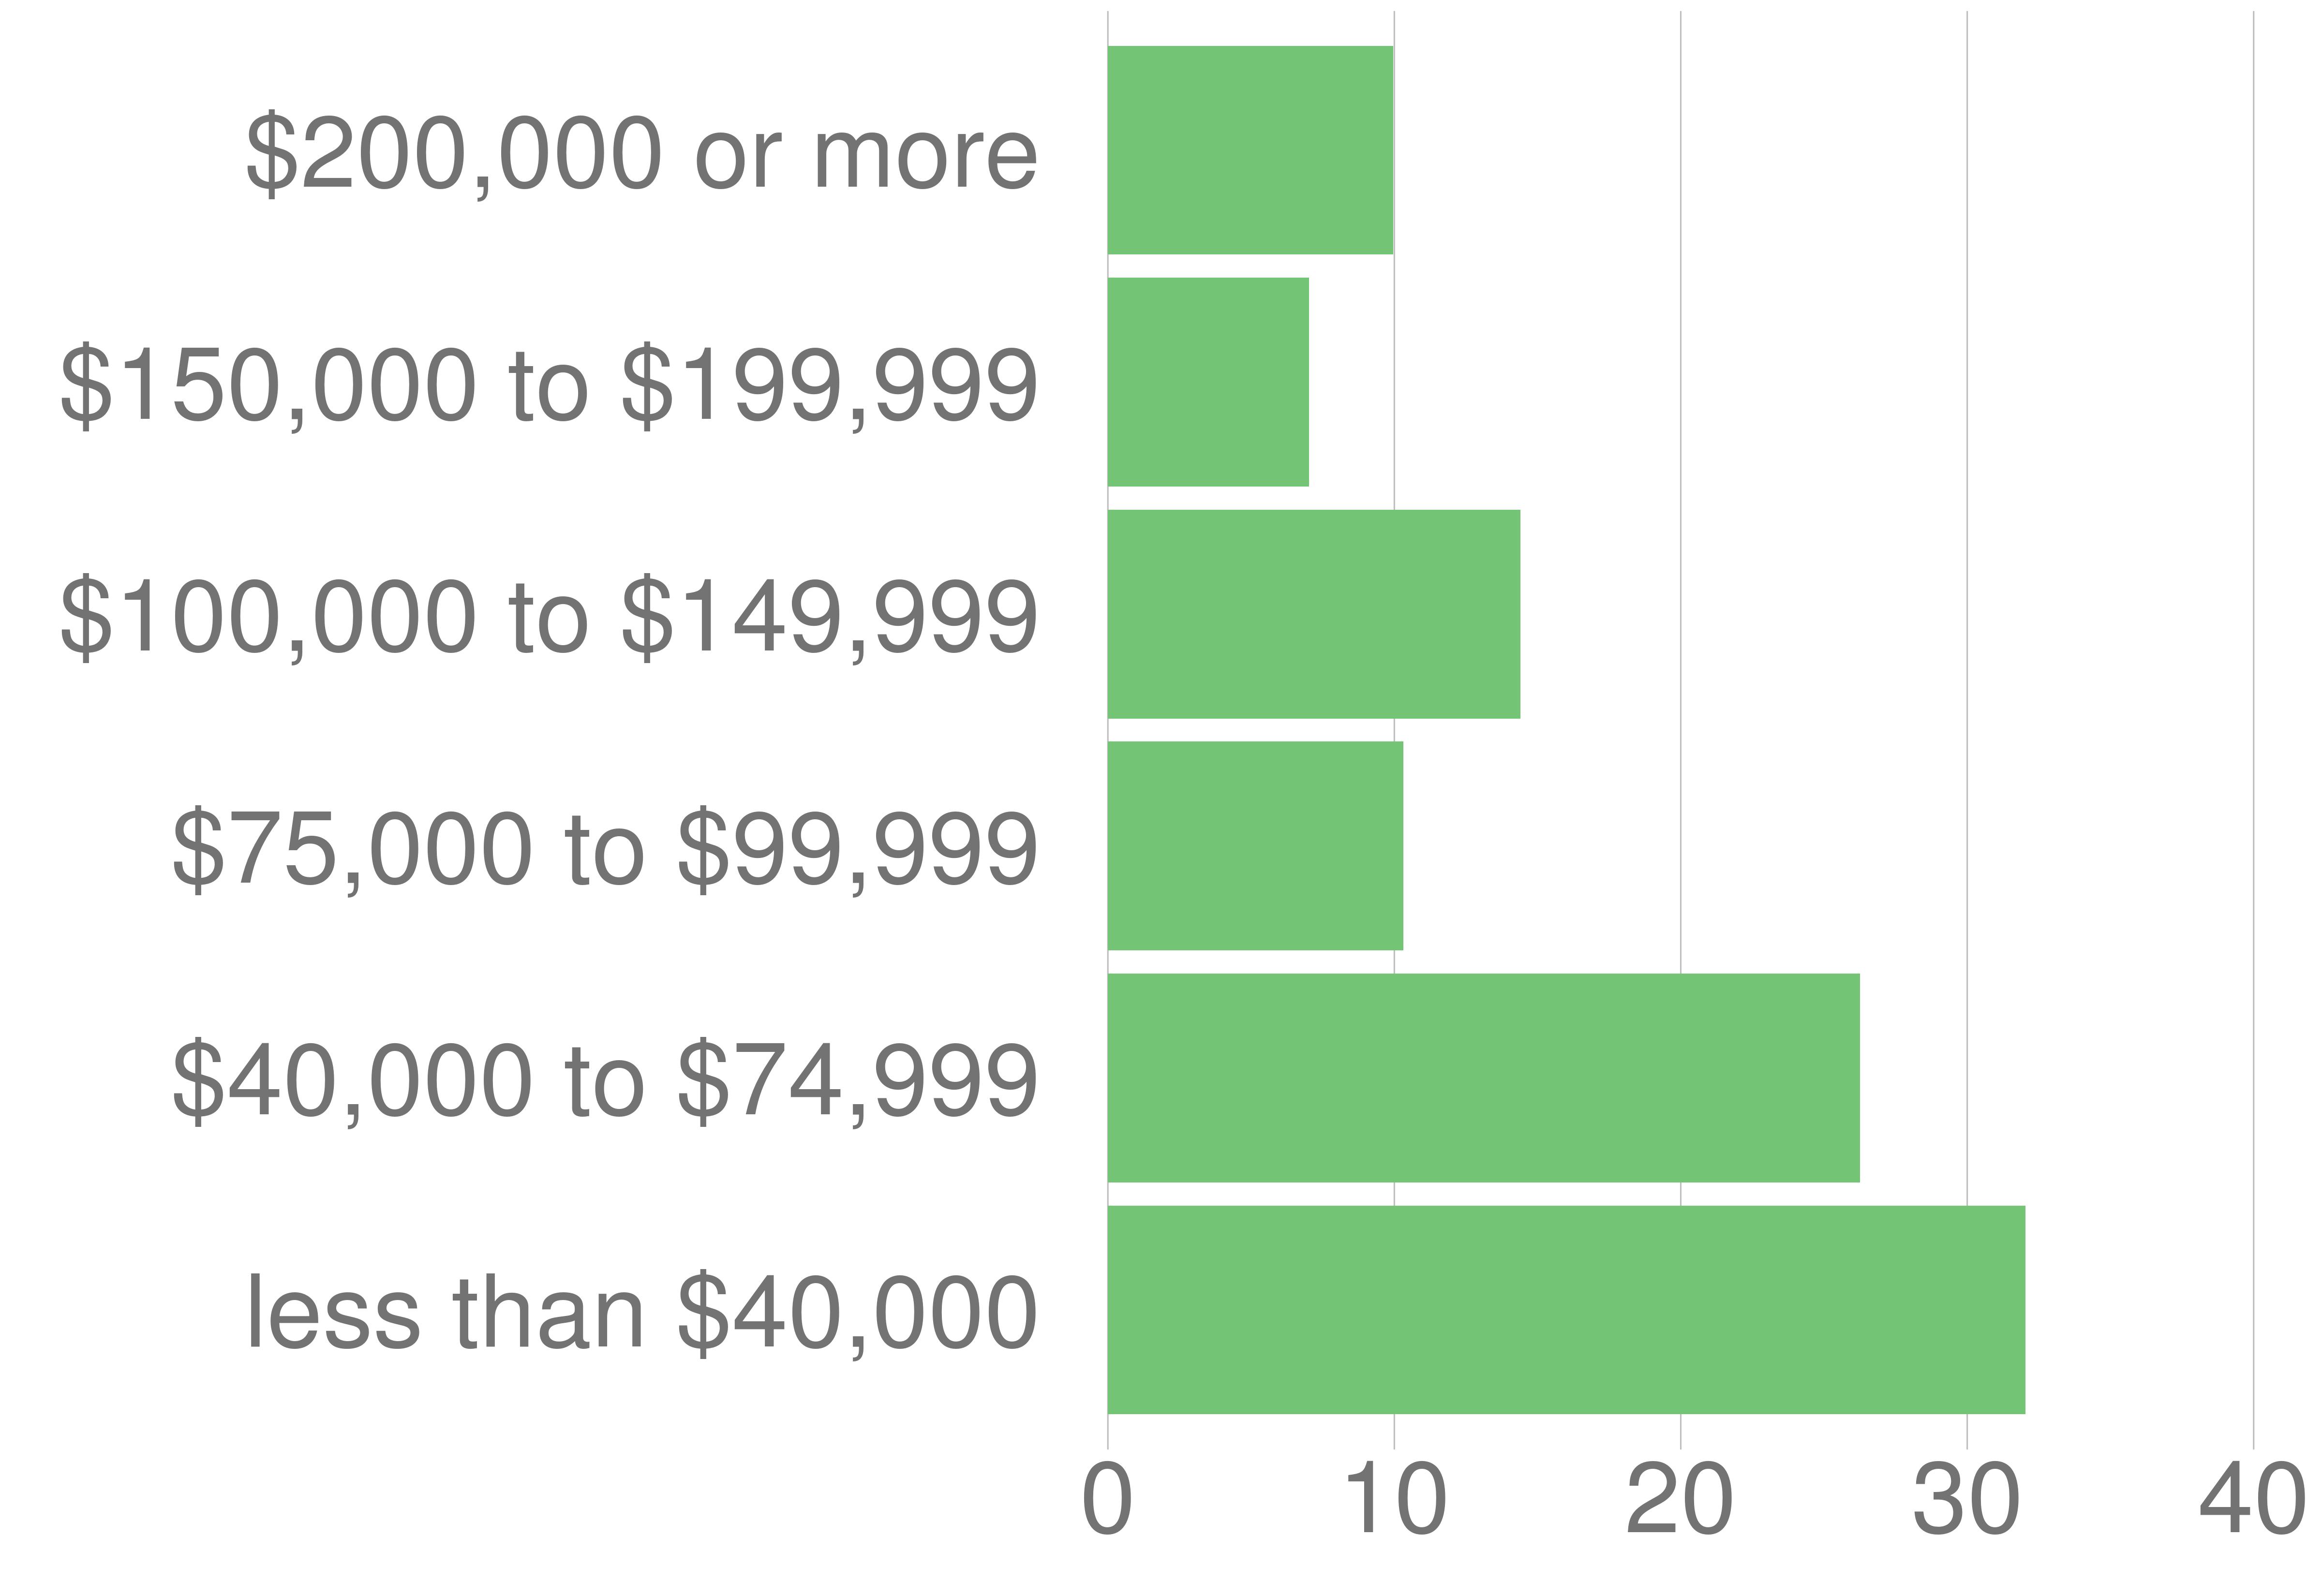 $200,000 or more
$150,000 to $199,999
$100,000 to $149,999
$75,000 to $99,999
$40,000 to $74,999
less than $40,000
0 10 20 30 40